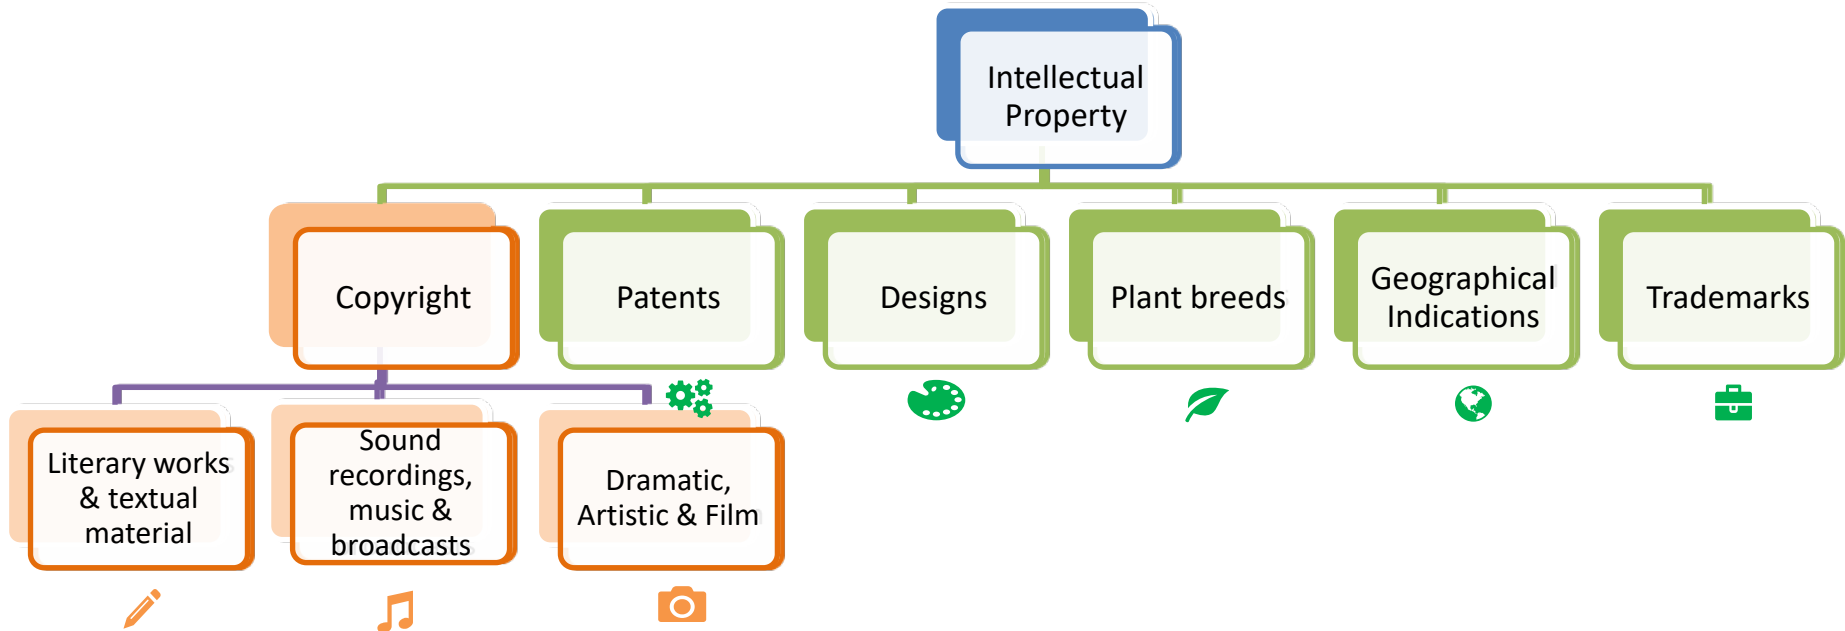 Intellectual
Property
Copyright
Patents
Designs
Plant breeds
Geographical
Indications
Trademarks
Literary works
& textual
material
Sound
recordings,
music &
broadcasts
Dramatic,
Artistic & Film